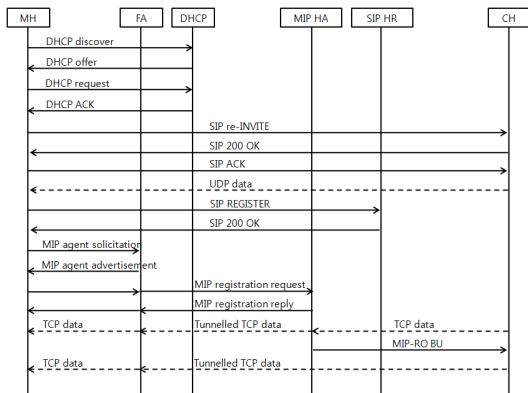 MH FA DHCP MIP HA SIP HR CH
DHCP discover
DHCP offer
DHCP request
DHCP ACK
SIP re-INVITE
SIP 200 OK
SIP ACK
UDP data
SIP REGISTER
SIP 200 OK
MIP agent solicitation
MIP agent advertisement
MIP registration request
MIP registration reply
TCP data Tunnelled TCP data TCP data
MIP-RO BU
TCP data Tunnelled TCP data